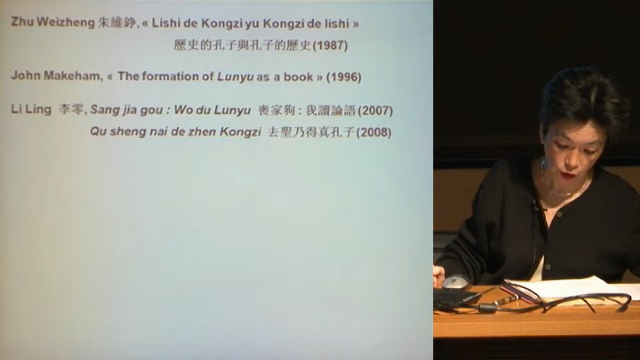 Zhu Weizheng 朱維錚, « Lishi de Kongzi yu Kongzi de lishi »
歷史的孔子與孔子的歷史 (1987)
John Makeham, « The formation of Lunyu as a book » (1996)
Li Ling 李零, Sang jia gou : Wo du Lunyu 喪家狗 : 我讀論語 (2007)
Qu sheng nai de zhen Kongzi 去聖乃得真孔子 (2008)